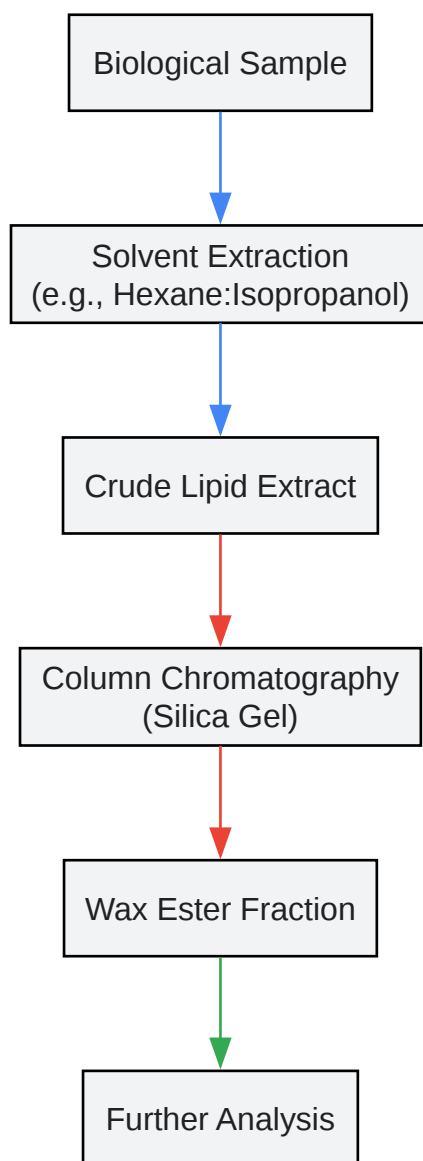 Biological Sample
Solvent Extraction
(e.g., Hexane:Isopropanol)
Crude Lipid Extract
Column Chromatography
(Silica Gel)
Wax Ester Fraction
Further Analysis